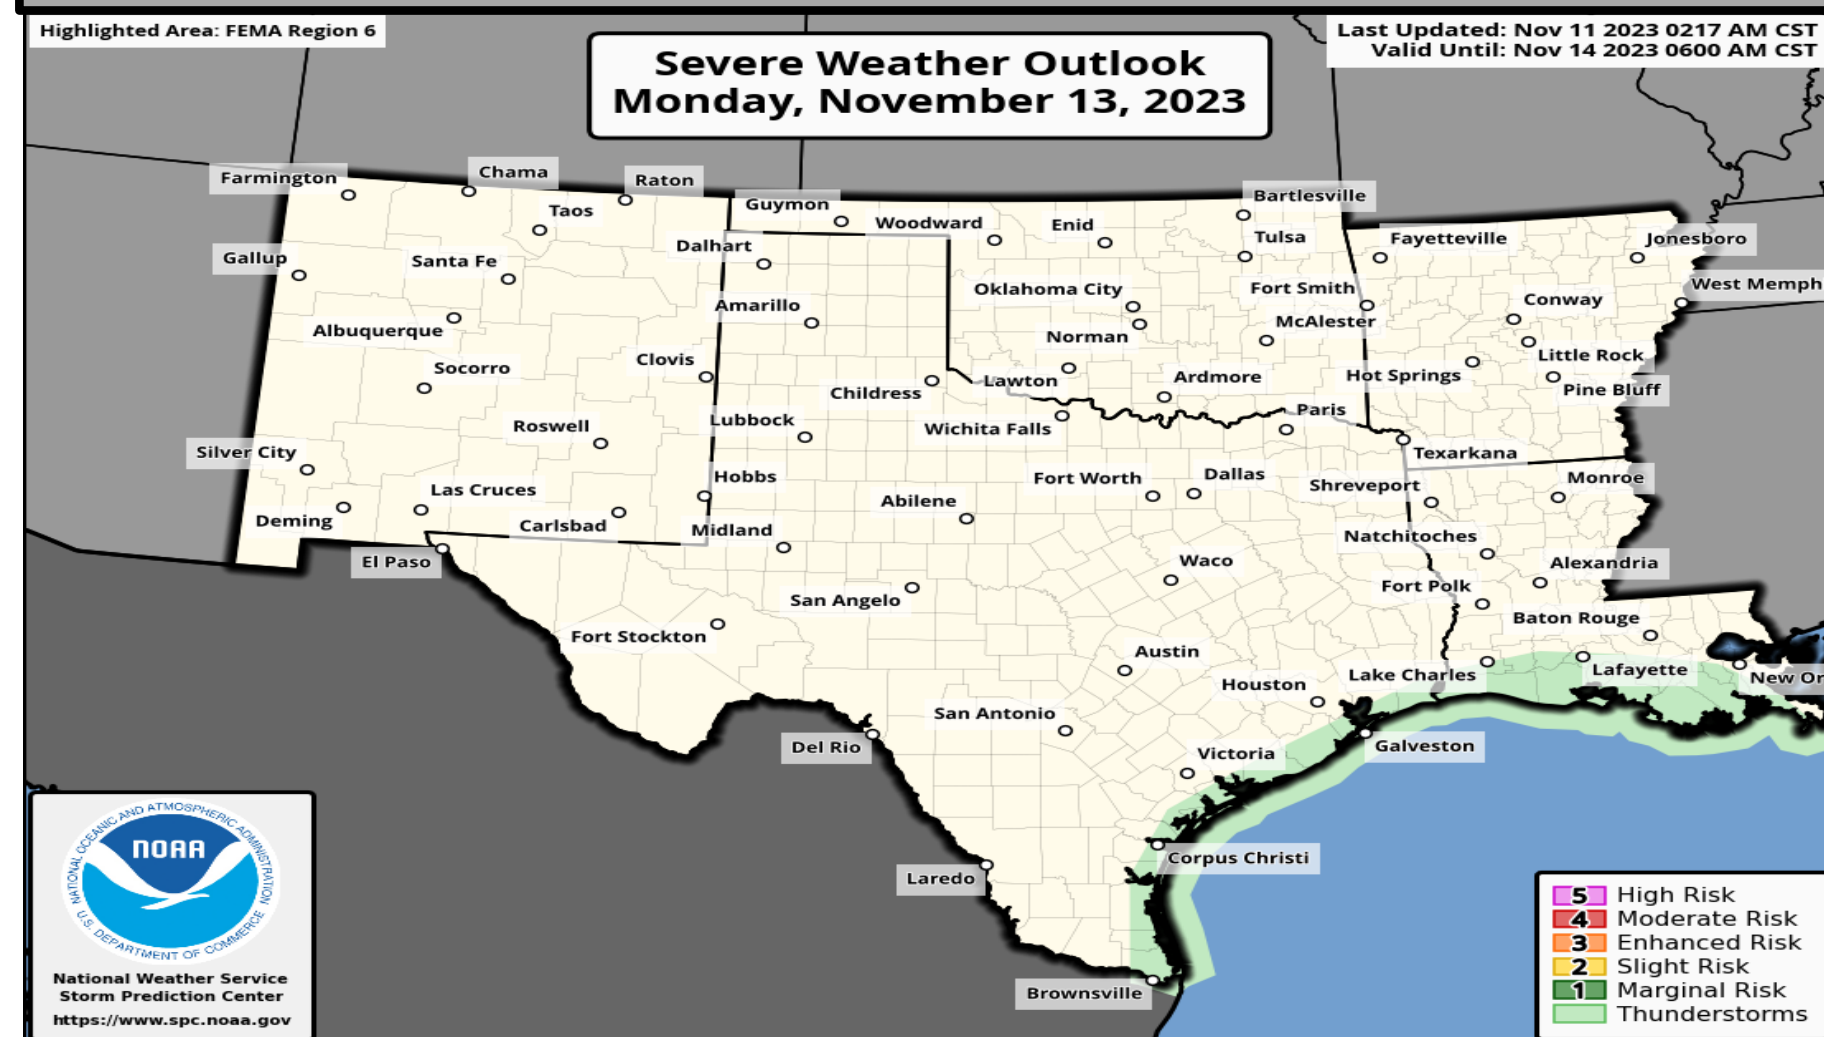 Highlighted Area: FEMA Region 6
Last Updated: Nov 11 2023 0217 AM CST
Valid Until: Nov 14 2023 0600 AM CST
Severe Weather Outlook
Monday, November 13, 2023
Farmington
Chama
Raton
Taos
Guymon
Woodward
Enid
Bartlesville
Gallup
Santa Fe
Dalhart
Tulsa
Fayetteville
Jonesboro
Albuquerque
Amarillo
Oklahoma City
Fort Smith
Conway
West Memph
Norman
McAlester
Socorro
Clovis
Childress
Lawton
Ardmore
Hot Springs
Little Rock
Pine Bluff
Roswell
Lubbock
Wichita Falls
Paris
Texarkana
Silver City
Las Cruces
Hobbs
Abilene
Fort Worth
Dallas
Shreveport
Monroe
Deming
Carlsbad
Midland
Natchitoches
El Paso
San Angelo
Waco
Fort Polk
Alexandria
Fort Stockton
Austin
Baton Rouge
Houston
Lake Charles
Lafayette
New Or
San Antonio
Del Rio
Victoria
Galveston
Laredo
Corpus Christi
Brownsville
NATIONAL OCEANIC AND ATMOSPHERIC ADMINISTRATION
NOAA
U.S. DEPARTMENT OF COMMERCE
National Weather Service
Storm Prediction Center
https://www.spc.noaa.gov
5 High Risk
4 Moderate Risk
3 Enhanced Risk
2 Slight Risk
1 Marginal Risk
Thunderstorms